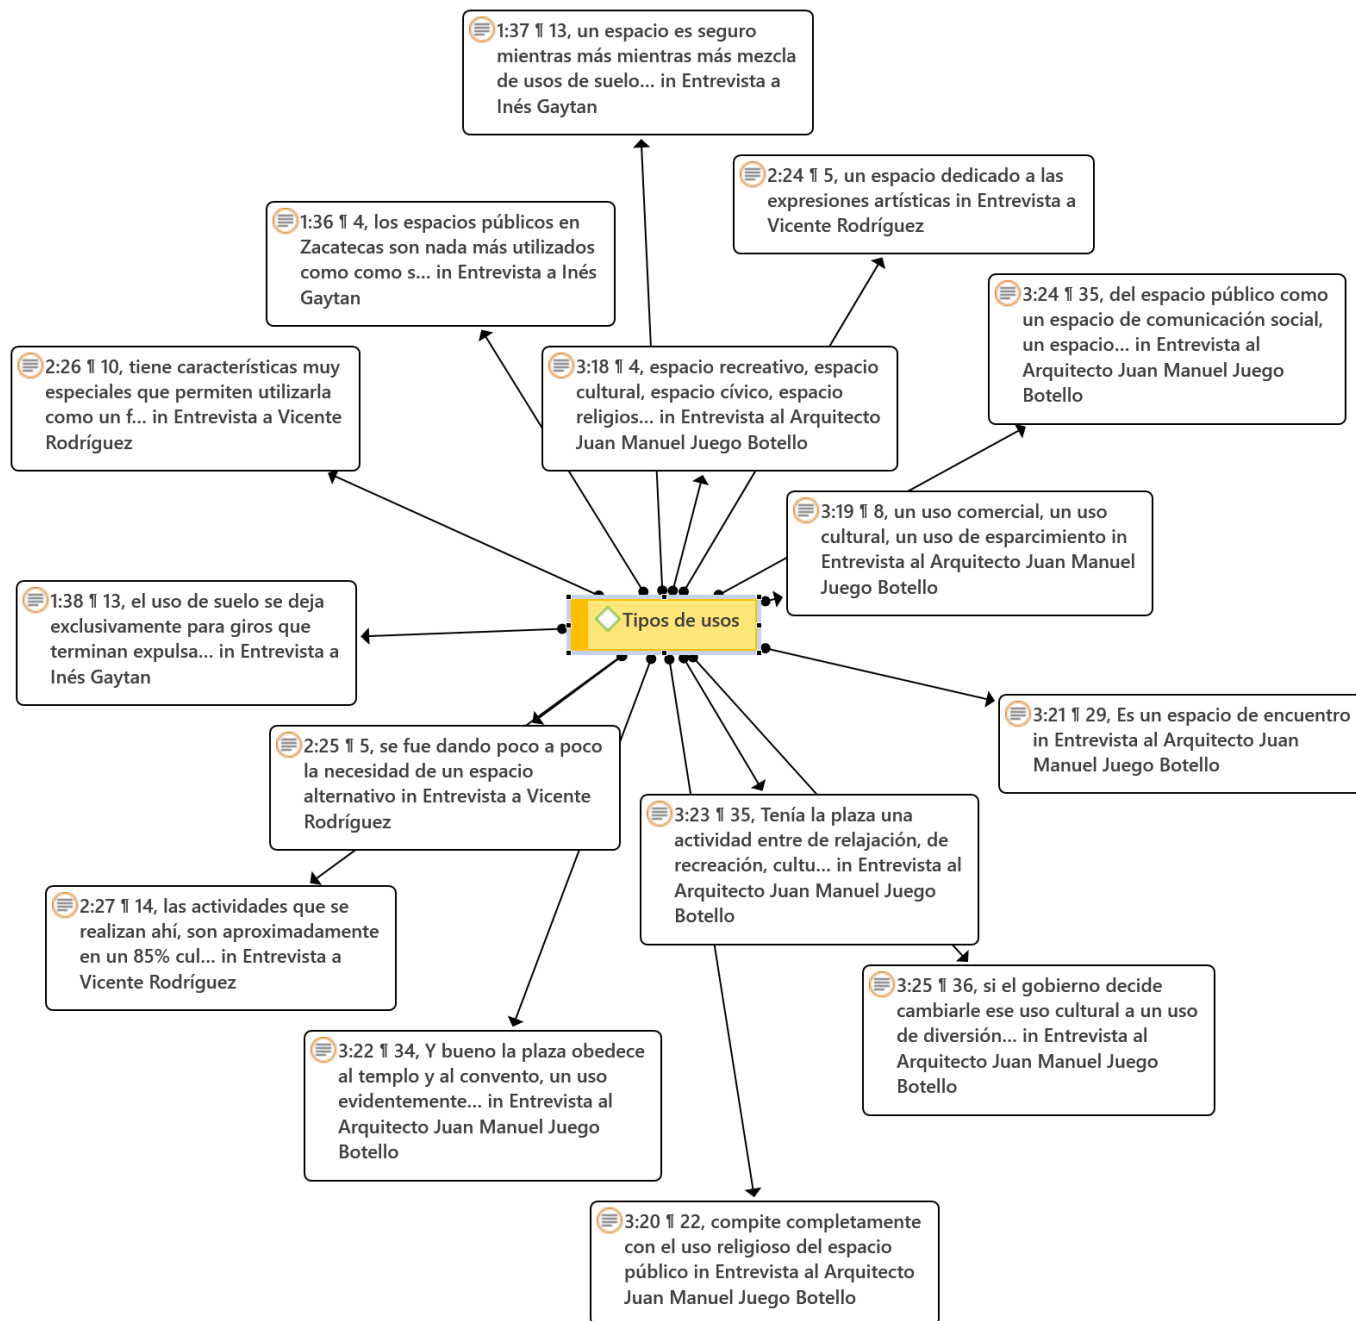 1:37 ¶ 13, un espacio es seguro
mientras más mientras más mezcla
de usos de suelo... in Entrevista a
Inés Gaytan
2:24 ¶ 5, un espacio dedicado a las
expresiones artísticas in Entrevista a
Vicente Rodríguez
1:36 ¶ 4, los espacios públicos en
Zacatecas son nada más utilizados
como como s... in Entrevista a Inés
Gaytan
3:24 ¶ 35, del espacio público como
un espacio de comunicación social,
un espacio... in Entrevista al
Arquitecto Juan Manuel Juego
Botello
2:26 ¶ 10, tiene características muy
especiales que permiten utilizarla
como un f... in Entrevista a Vicente
Rodríguez
3:18 ¶ 4, espacio recreativo, espacio
cultural, espacio cívico, espacio
religios... in Entrevista al Arquitecto
Juan Manuel Juego Botello
3:19 ¶ 8, un uso comercial, un uso
cultural, un uso de esparcimiento in
Entrevista al Arquitecto Juan Manuel
Juego Botello
1:38 ¶ 13, el uso de suelo se deja
exclusivamente para giros que
terminan expulsa... in Entrevista a
Inés Gaytan
Tipos de usos
3:21 ¶ 29, Es un espacio de encuentro
in Entrevista al Arquitecto Juan
Manuel Juego Botello
2:25 ¶ 5, se fue dando poco a poco
la necesidad de un espacio
alternativo in Entrevista a Vicente
Rodríguez
3:23 ¶ 35, Tenía la plaza una
actividad entre de relajación, de
recreación, cultu... in Entrevista al
Arquitecto Juan Manuel Juego
Botello
2:27 ¶ 14, las actividades que se
realizan ahí, son aproximadamente
en un 85% cul... in Entrevista a
Vicente Rodríguez
3:25 ¶ 36, si el gobierno decide
cambiarle ese uso cultural a un uso
de diversión... in Entrevista al
Arquitecto Juan Manuel Juego
Botello
3:22 ¶ 34, Y bueno la plaza obedece
al templo y al convento, un uso
evidentemente... in Entrevista al
Arquitecto Juan Manuel Juego
Botello
3:20 ¶ 22, compite completamente
con el uso religioso del espacio
público in Entrevista al Arquitecto
Juan Manuel Juego Botello